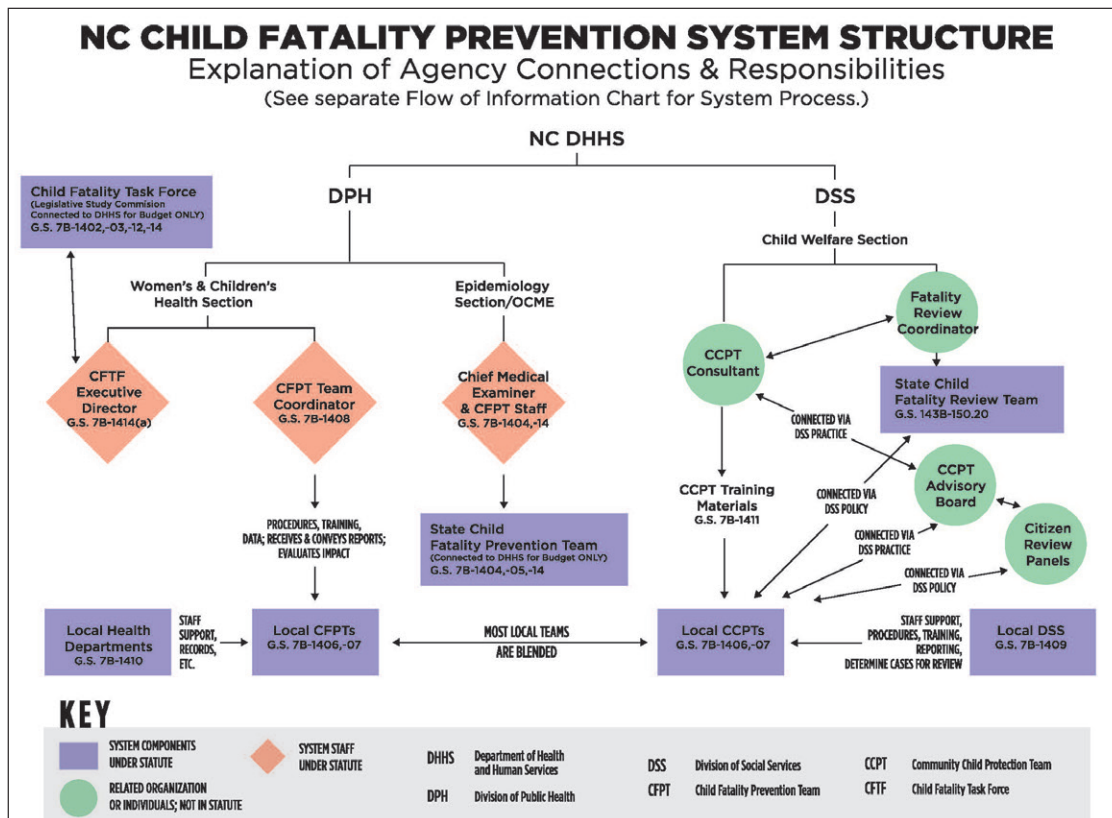 NC CHILD FATALITY PREVENTION SYSTEM STRUCTURE
Explanation of Agency Connections & Responsibilities
(See separate Flow of Information Chart for System Process.)
NC DHHS
DPH
DSS
Child Fatality Task Force
(Legislative Study Commision
Connected to DHHS for Budget ONLY)
G.S. 7B-1402,-03,-12,-14
Child Welfare Section
Women's & Children's
Health Section
Epidemiology
Section/OCME
Fatality
Review
Coordinator
CCPT
Consultant
CFTF
Executive
Director
G.S. 7B-1414(a)
CFPT Team
Coordinator
G.S. 7B-1408
Chief Medical
Examiner
& CFPT Staff
G.S. 7B-1404,-14
State Child
Fatality Review Team
G.S. 143B-150.20
CONNECTED VIA
DSS PRACTICE
CCPT
Advisory
Board
CCPT Training
Materials
G.S. 7B-1411
CONNECTED VIA
DSS POLICY
PROCEDURES, TRAINING,
DATA; RECEIVES & CONVEYS REPORTS;
EVALUATES IMPACT
State Child
Fatality Prevention Team
(Connected to DHHS for Budget ONLY)
G.S. 7B-1404,-05,-14
CONNECTED VIA
DSS PRACTICE
Citizen
Review
Panels
CONNECTED VIA
DSS POLICY
Local Health
Departments
G.S. 7B-1410
STAFF
SUPPORT,
RECORDS,
ETC.
Local CFPTs
G.S. 7B-1406,-07
MOST LOCAL TEAMS
ARE BLENDED
Local CCPTs
G.S. 7B-1406,-07
STAFF SUPPORT,
PROCEDURES, TRAINING,
REPORTING,
DETERMINE CASES FOR REVIEW
Local DSS
G.S. 7B-1409
KEY
SYSTEM COMPONENTS
UNDER STATUTE
RELATED ORGANIZATION
OR INDIVIDUALS; NOT IN STATUTE
SYSTEM STAFF
UNDER STATUTE
DHHS Department of Health
and Human Services
DPH Division of Public Health
DSS Division of Social Services
CFPT Child Fatality Prevention Team
CCPT Community Child Protection Team
CFTF Child Fatality Task Force